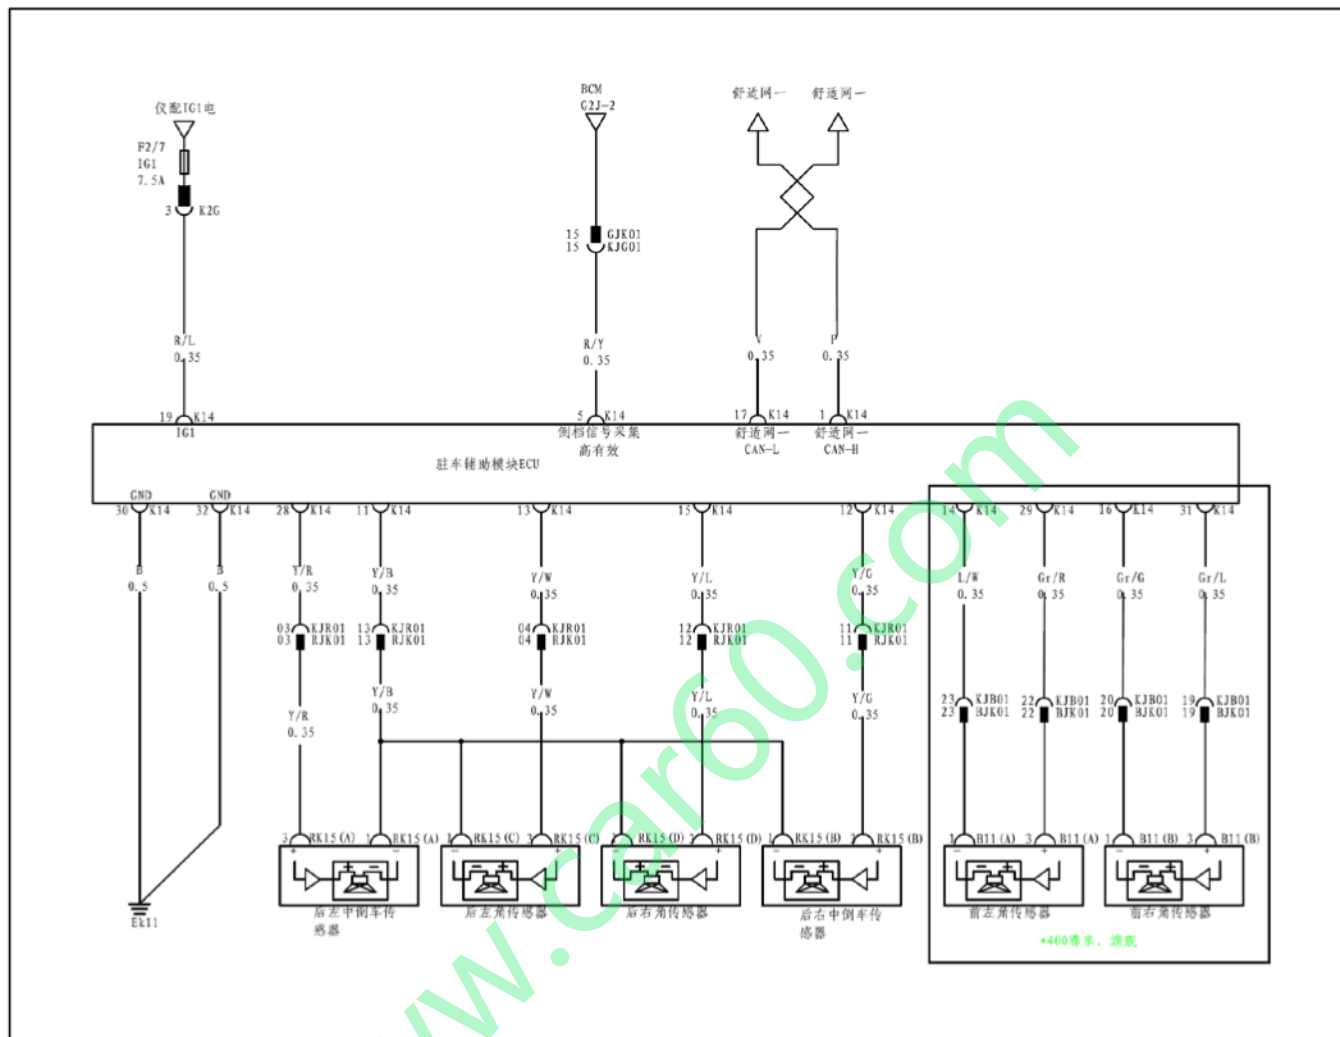 仪配IG1电
F2/7
IG1
7.5A
3 K2G
R/L
0.35
19 K14
IG1
BCM
G2J-2
15 GJK01
15 KJG01
R/Y
0.35
5 K14
倒档信号采集
高有效
舒适网一 舒适网一
V P
0.35 0.35
17 K14 1 K14
舒适网一 舒适网一
CAN-L CAN-H
驻车辅助模块ECU
GND GND
30 K14 32 K14 28 K14 11 K14 13 K14 15 K14 12 K14 14 K14 29 K14 16 K14 31 K14
B B Y/R Y/B Y/W Y/L Y/G L/W Gr/R Gr/G Gr/L
0.5 0.5 0.35 0.35 0.35 0.35 0.35 0.35 0.35 0.35 0.35
03 KJR01 13 KJR01 04 KJR01 12 KJR01 11 KJR01
03 RJK01 13 RJK01 04 RJK01 12 RJK01 11 RJK01
23 KJB01 22 KJB01 20 KJB01 19 KJB01
23 BJK01 22 BJK01 20 BJK01 19 BJK01
Y/R Y/B Y/W Y/L Y/G
0.35 0.35 0.35 0.35 0.35
3 RK15(A) 1 RK15(A) 1 RK15(C) 2 RK15(C) RK15(D) 2 RK15(D) 1 RK15(B) 2 RK15(B) 1 B11(A) 3 B11(A) 1 B11(B) 3 B11(B)
+ - - + - + - + - + - +
后左中倒车传
感器
后左角传感器
后右角传感器
后右中倒车传
感器
前左角传感器
前右角传感器
*400尊享、旗舰
Ek11
www.car60.com